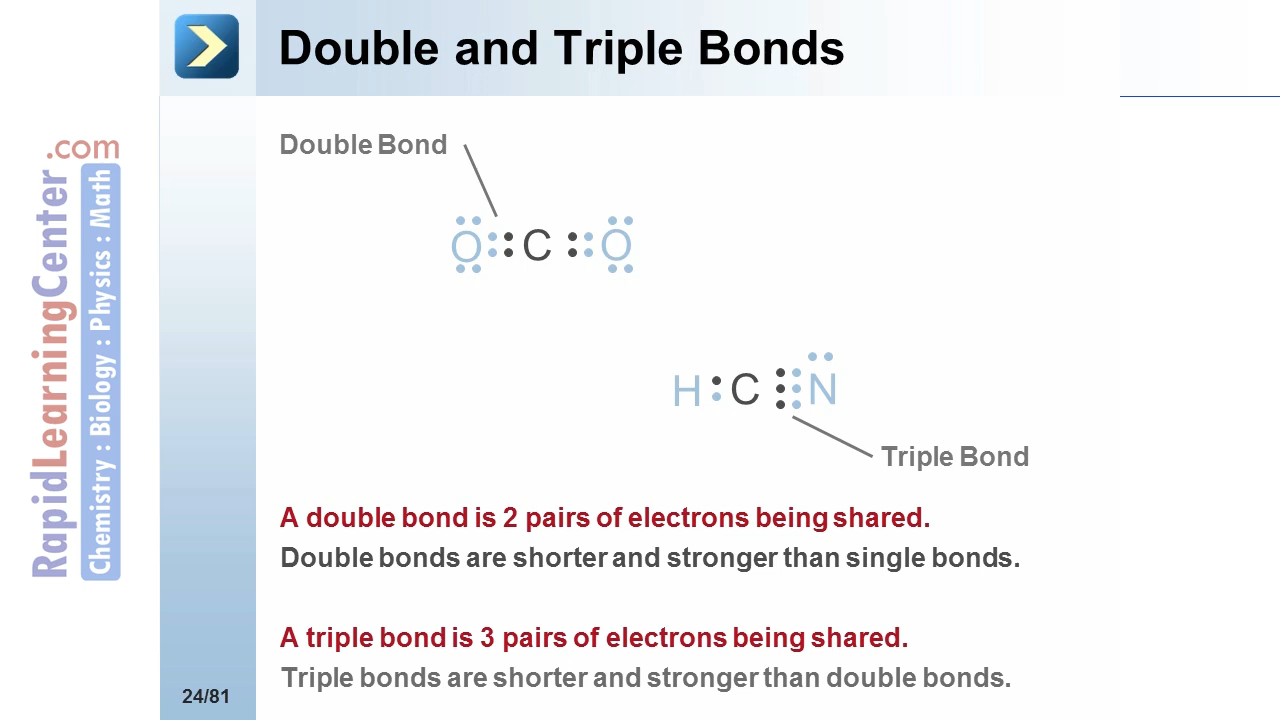 Double and Triple Bonds
RapidLearningCenter.com
Chemistry : Biology : Physics : Math
Double Bond
O C O
H C N
Triple Bond
A double bond is 2 pairs of electrons being shared.
Double bonds are shorter and stronger than single bonds.
A triple bond is 3 pairs of electrons being shared.
Triple bonds are shorter and stronger than double bonds.
24/81